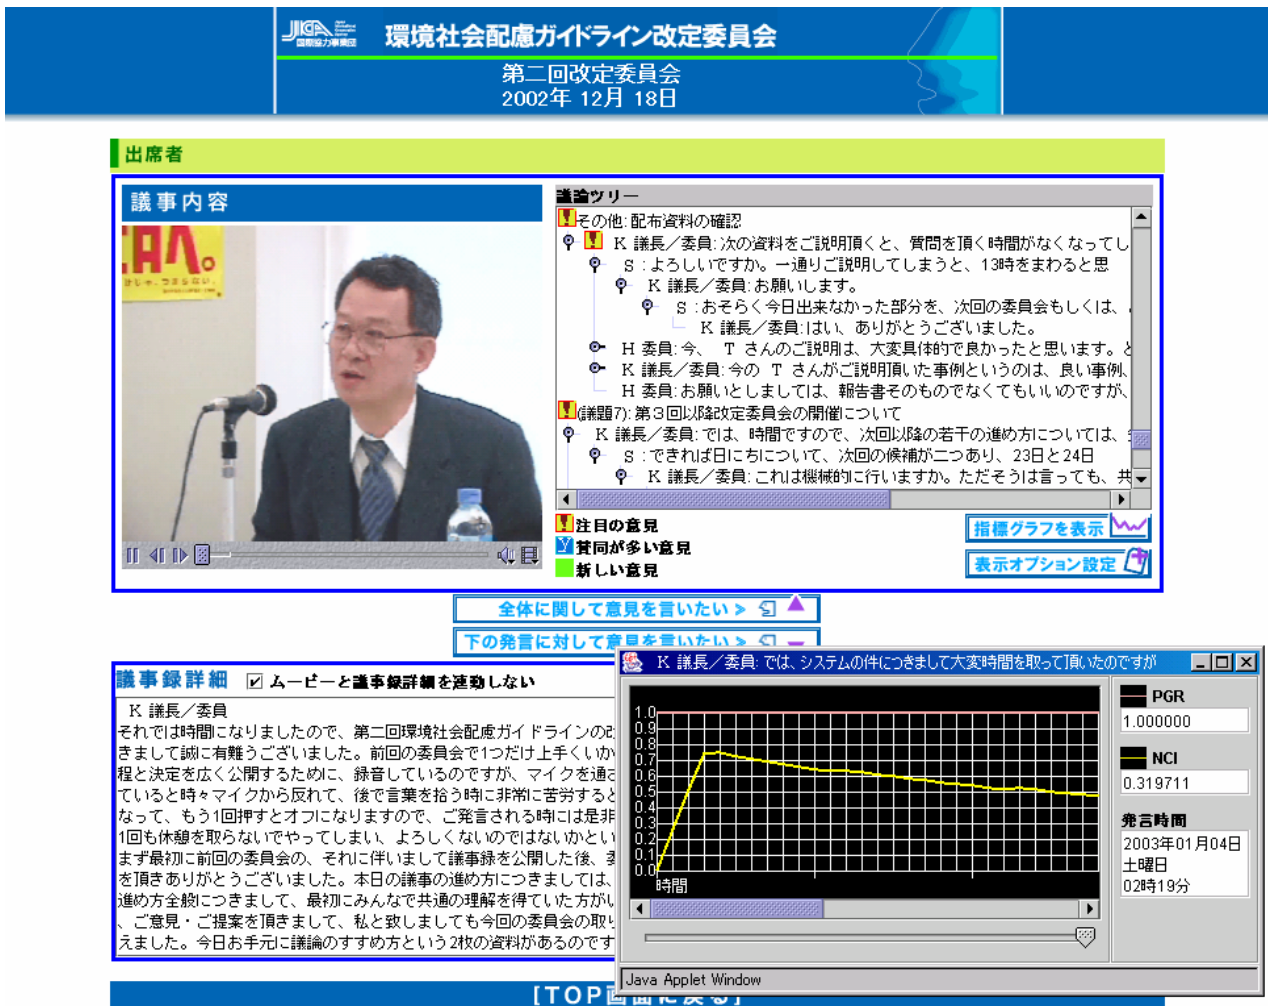 JICA
国際協力事業団
環境社会配慮ガイドライン改定委員会
第二回改定委員会
2002年 12月 18日
出席者
議事内容
議論ツリー
その他: 配布資料の確認
K 議長／委員: 次の資料をご説明頂くと、質問を頂く時間がなくなってし
S : よろしいですか。一通りご説明してしまうと、13時をまわると思
K 議長／委員: お願いします。
S : おそらく今日出来なかった部分を、次回の委員会もしくは、
K 議長／委員: はい、ありがとうございました。
H 委員: 今、 T さんのご説明は、大変具体的で良かったと思います。と
K 議長／委員: 今の T さんがご説明頂いた事例というのは、良い事例、
H 委員: お願いとしましては、報告書そのものでなくてもいいのですが、
(議題7): 第３回以降改定委員会の開催について
K 議長／委員: では、時間ですので、次回以降の若干の進め方については、
S : できれば日にちについて、次回の候補が二つあり、23日と24日
K 議長／委員: これは機械的に行いますか。ただそうは言っても、共
注目の意見
賛同が多い意見
新しい意見
指標グラフを表示
表示オプション設定
全体に関して意見を言いたい >
下の発言に対して意見を言いたい >
議事録詳細 ムービーと議事録詳細を連動しない
K 議長／委員
それでは時間になりましたので、第二回環境社会配慮ガイドラインの
きまして誠に有難うございました。前回の委員会で1つだけ上手くいか
程と決定を広く公開するために、録音しているのですが、マイクを通
ていると時々マイクから反れて、後で言葉を拾う時に非常に苦労すると
なって、もう1回押すとオフになりますので、ご発言される時には是非
1回も休憩を取らないでやってしまい、よろしくないのではないかとい
まず最初に前回の委員会の、それに伴いまして議事録を公開した後、
を頂きありがとうございました。本日の議事の進め方につきましては、
進め方全般につきまして、最初にみんなで共通の理解を得ていた方がい
、ご意見・ご提案を頂きまして、私と致しましても今回の委員会の取り
えました。今日お手元に議論のすすめ方という2枚の資料があるのです
K 議長／委員: では、システムの件につきまして大変時間を取って頂いたのですが
1.0
0.9
0.8
0.7
0.6
0.5
0.4
0.3
0.2
0.1
0.0
時間
PGR
1.000000
NCI
0.319711
発言時間
2003年01月04日
土曜日
02時19分
Java Applet Window
[TOP画面に戻る]